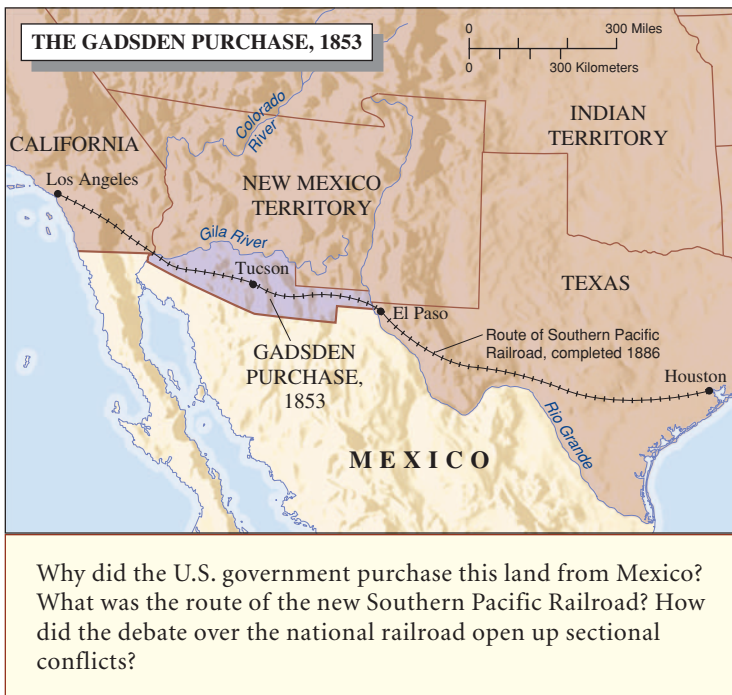 THE GADSDEN PURCHASE, 1853
0 300 Miles
0 300 Kilometers
Colorado
River
INDIAN
TERRITORY
CALIFORNIA
Los Angeles
NEW MEXICO
TERRITORY
Gila River
Tucson
TEXAS
El Paso
Route of Southern Pacific
Railroad, completed 1886
GADSDEN
PURCHASE,
1853
Houston
Rio Grande
MEXICO
Why did the U.S. government purchase this land from Mexico?
What was the route of the new Southern Pacific Railroad? How
did the debate over the national railroad open up sectional
conflicts?